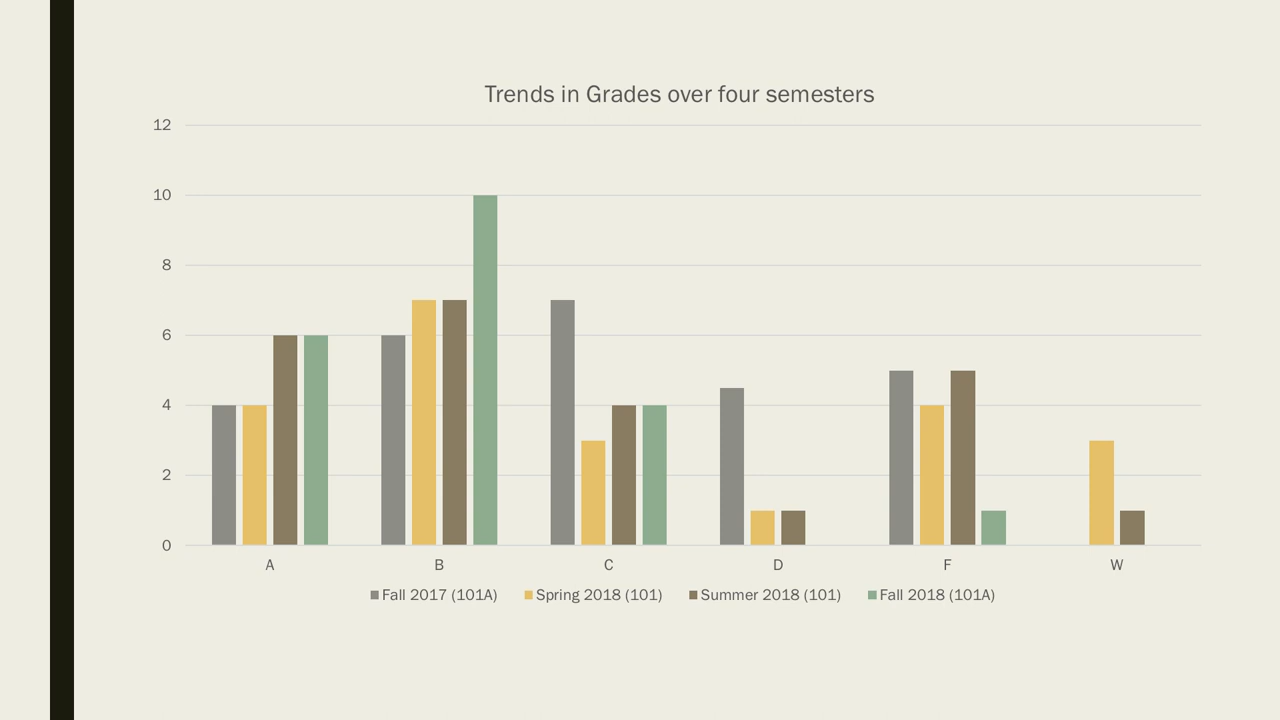 Trends in Grades over four semesters
12
10
8
6
4
2
0
A B C D F W
Fall 2017 (101A) Spring 2018 (101) Summer 2018 (101) Fall 2018 (101A)